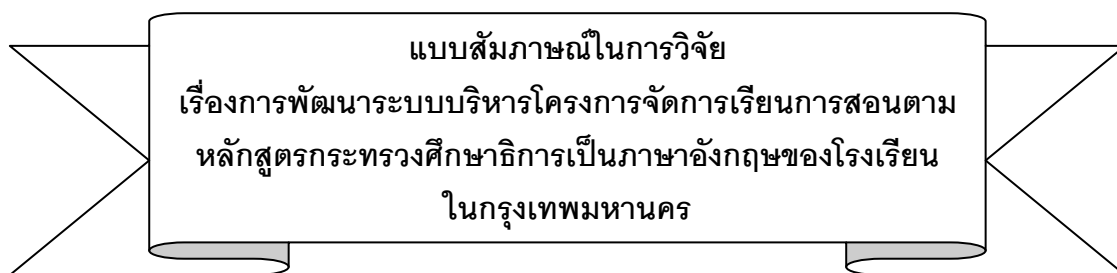 แบบสัมภาษณ์ในการวิจัย
เรื่องการพัฒนาระบบบริหารโครงการจัดการเรียนการสอนตาม
หลักสูตรกระทรวงศึกษาธิการเป็นภาษาอังกฤษของโรงเรียน
ในกรุงเทพมหานคร